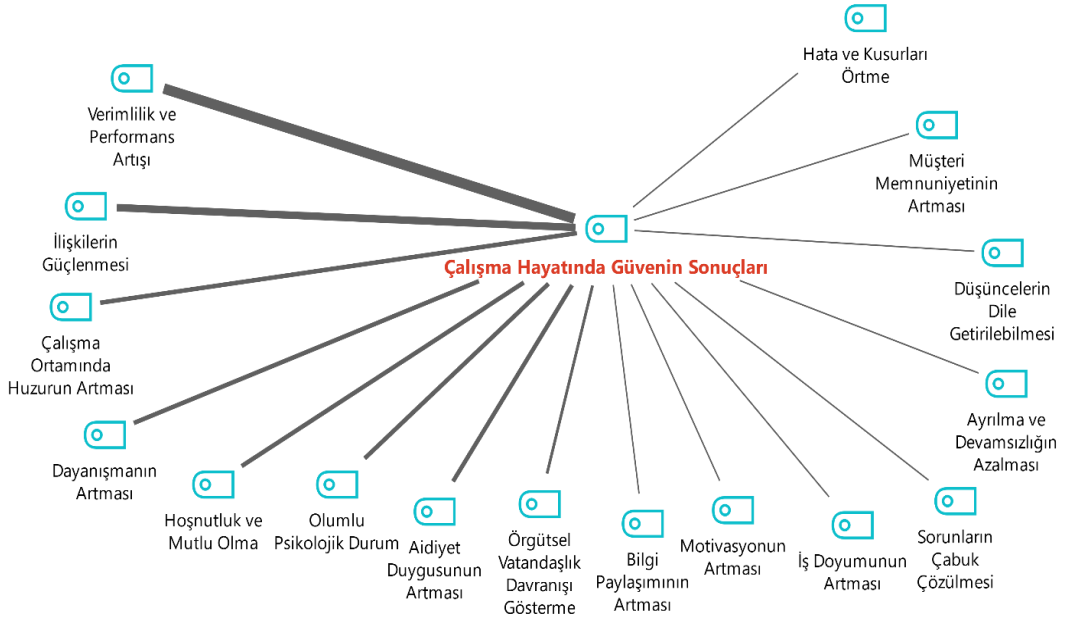 Hata ve Kusurları
Örtme
Verimlilik ve
Performans
Artışı
Müşteri
Memnuniyetinin
Artması
İlişkilerin
Güçlenmesi
Çalışma Hayatında Güvenin Sonuçları
Düşüncelerin
Dile
Getirilebilmesi
Çalışma
Ortamında
Huzurun Artması
Ayrılma ve
Devamsızlığın
Azalması
Dayanışmanın
Artması
Hoşnutluk ve
Mutlu Olma
Olumlu
Psikolojik Durum
Aidiyet
Duygusunun
Artması
Örgütsel
Vatandaşlık
Davranışı
Gösterme
Bilgi
Paylaşımının
Artması
Motivasyonun
Artması
İş Doyumunun
Artması
Sorunların
Çabuk
Çözülmesi